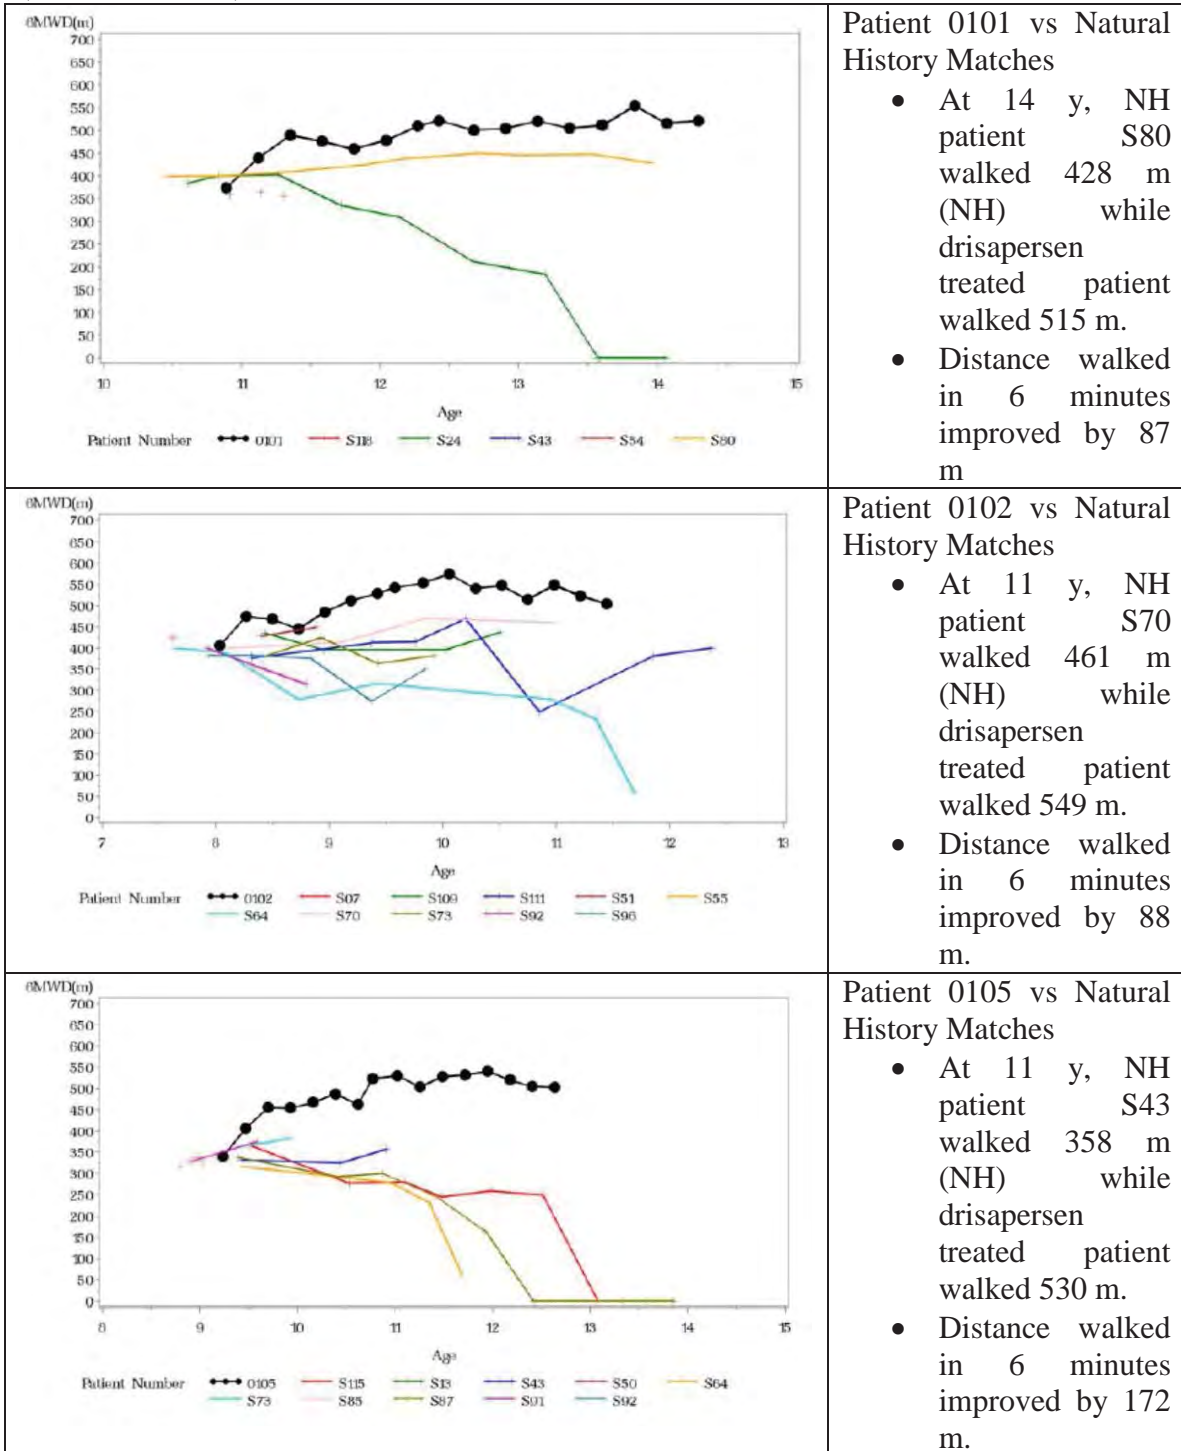 6MWD(m)
700
650
600
550
500
450
400
350
300
250
200
150
100
50
0
10 11 12 13 14 15
Age
Patient Number 0101 S118 S24 S43 S80
Patient 0101 vs Natural
History Matches
• At 14 y, NH
patient S80
walked 428 m
(NH) while
drisapersen
treated patient
walked 515 m.
• Distance walked
in 6 minutes
improved by 87
m
6MWD(m)
700
650
600
550
500
450
400
350
300
250
200
150
100
50
0
7 8 9 10 11 12 13
Age
Patient Number 0102 S07 S109 S111 S51 S55
S64 S70 S73 S92 S96
Patient 0102 vs Natural
History Matches
• At 11 y, NH
patient S70
walked 461 m
(NH) while
drisapersen
treated patient
walked 549 m.
• Distance walked
in 6 minutes
improved by 88
m.
6MWD(m)
700
650
600
550
500
450
400
350
300
250
200
150
100
50
0
8 9 10 11 12 13 14 15
Age
Patient Number 0105 S115 S13 S43 S50 S64
S73 S85 S87 S91 S92
Patient 0105 vs Natural
History Matches
• At 11 y, NH
patient S43
walked 358 m
(NH) while
drisapersen
treated patient
walked 530 m.
• Distance walked
in 6 minutes
improved by 172
m.